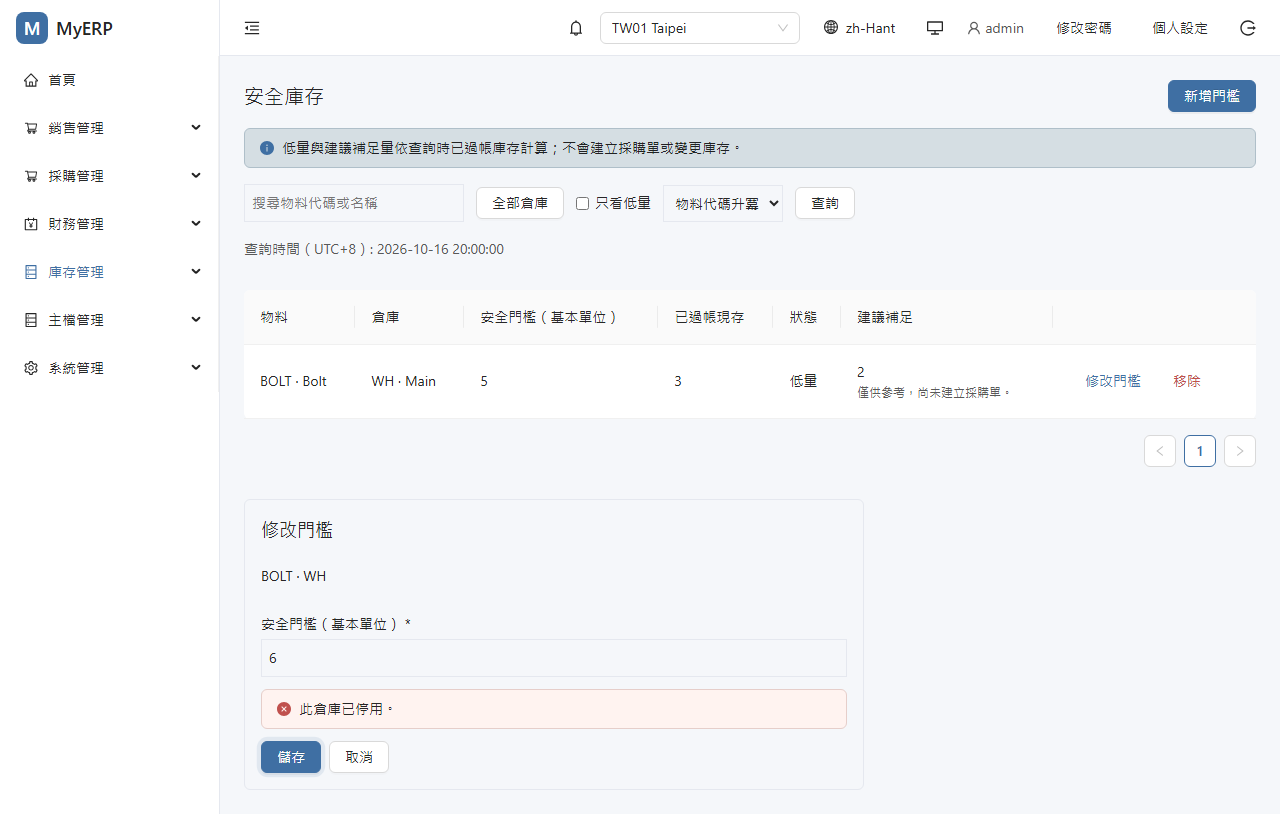 M MyERP
TW01 Taipei
zh-Hant
admin
修改密碼
個人設定
首頁
銷售管理
採購管理
財務管理
庫存管理
主檔管理
系統管理
安全庫存
新增門檻
低量與建議補足量依查詢時已過帳庫存計算；不會建立採購單或變更庫存。
搜尋物料代碼或名稱
全部倉庫
只看低量
物料代碼升冪
查詢
查詢時間（UTC+8）: 2026-10-16 20:00:00
物料 倉庫 安全門檻（基本單位） 已過帳現存 狀態 建議補足
BOLT · Bolt WH · Main 5 3 低量 2
僅供參考，尚未建立採購單。
修改門檻 移除
1
修改門檻
BOLT · WH
安全門檻（基本單位） *
6
此倉庫已停用。
儲存 取消